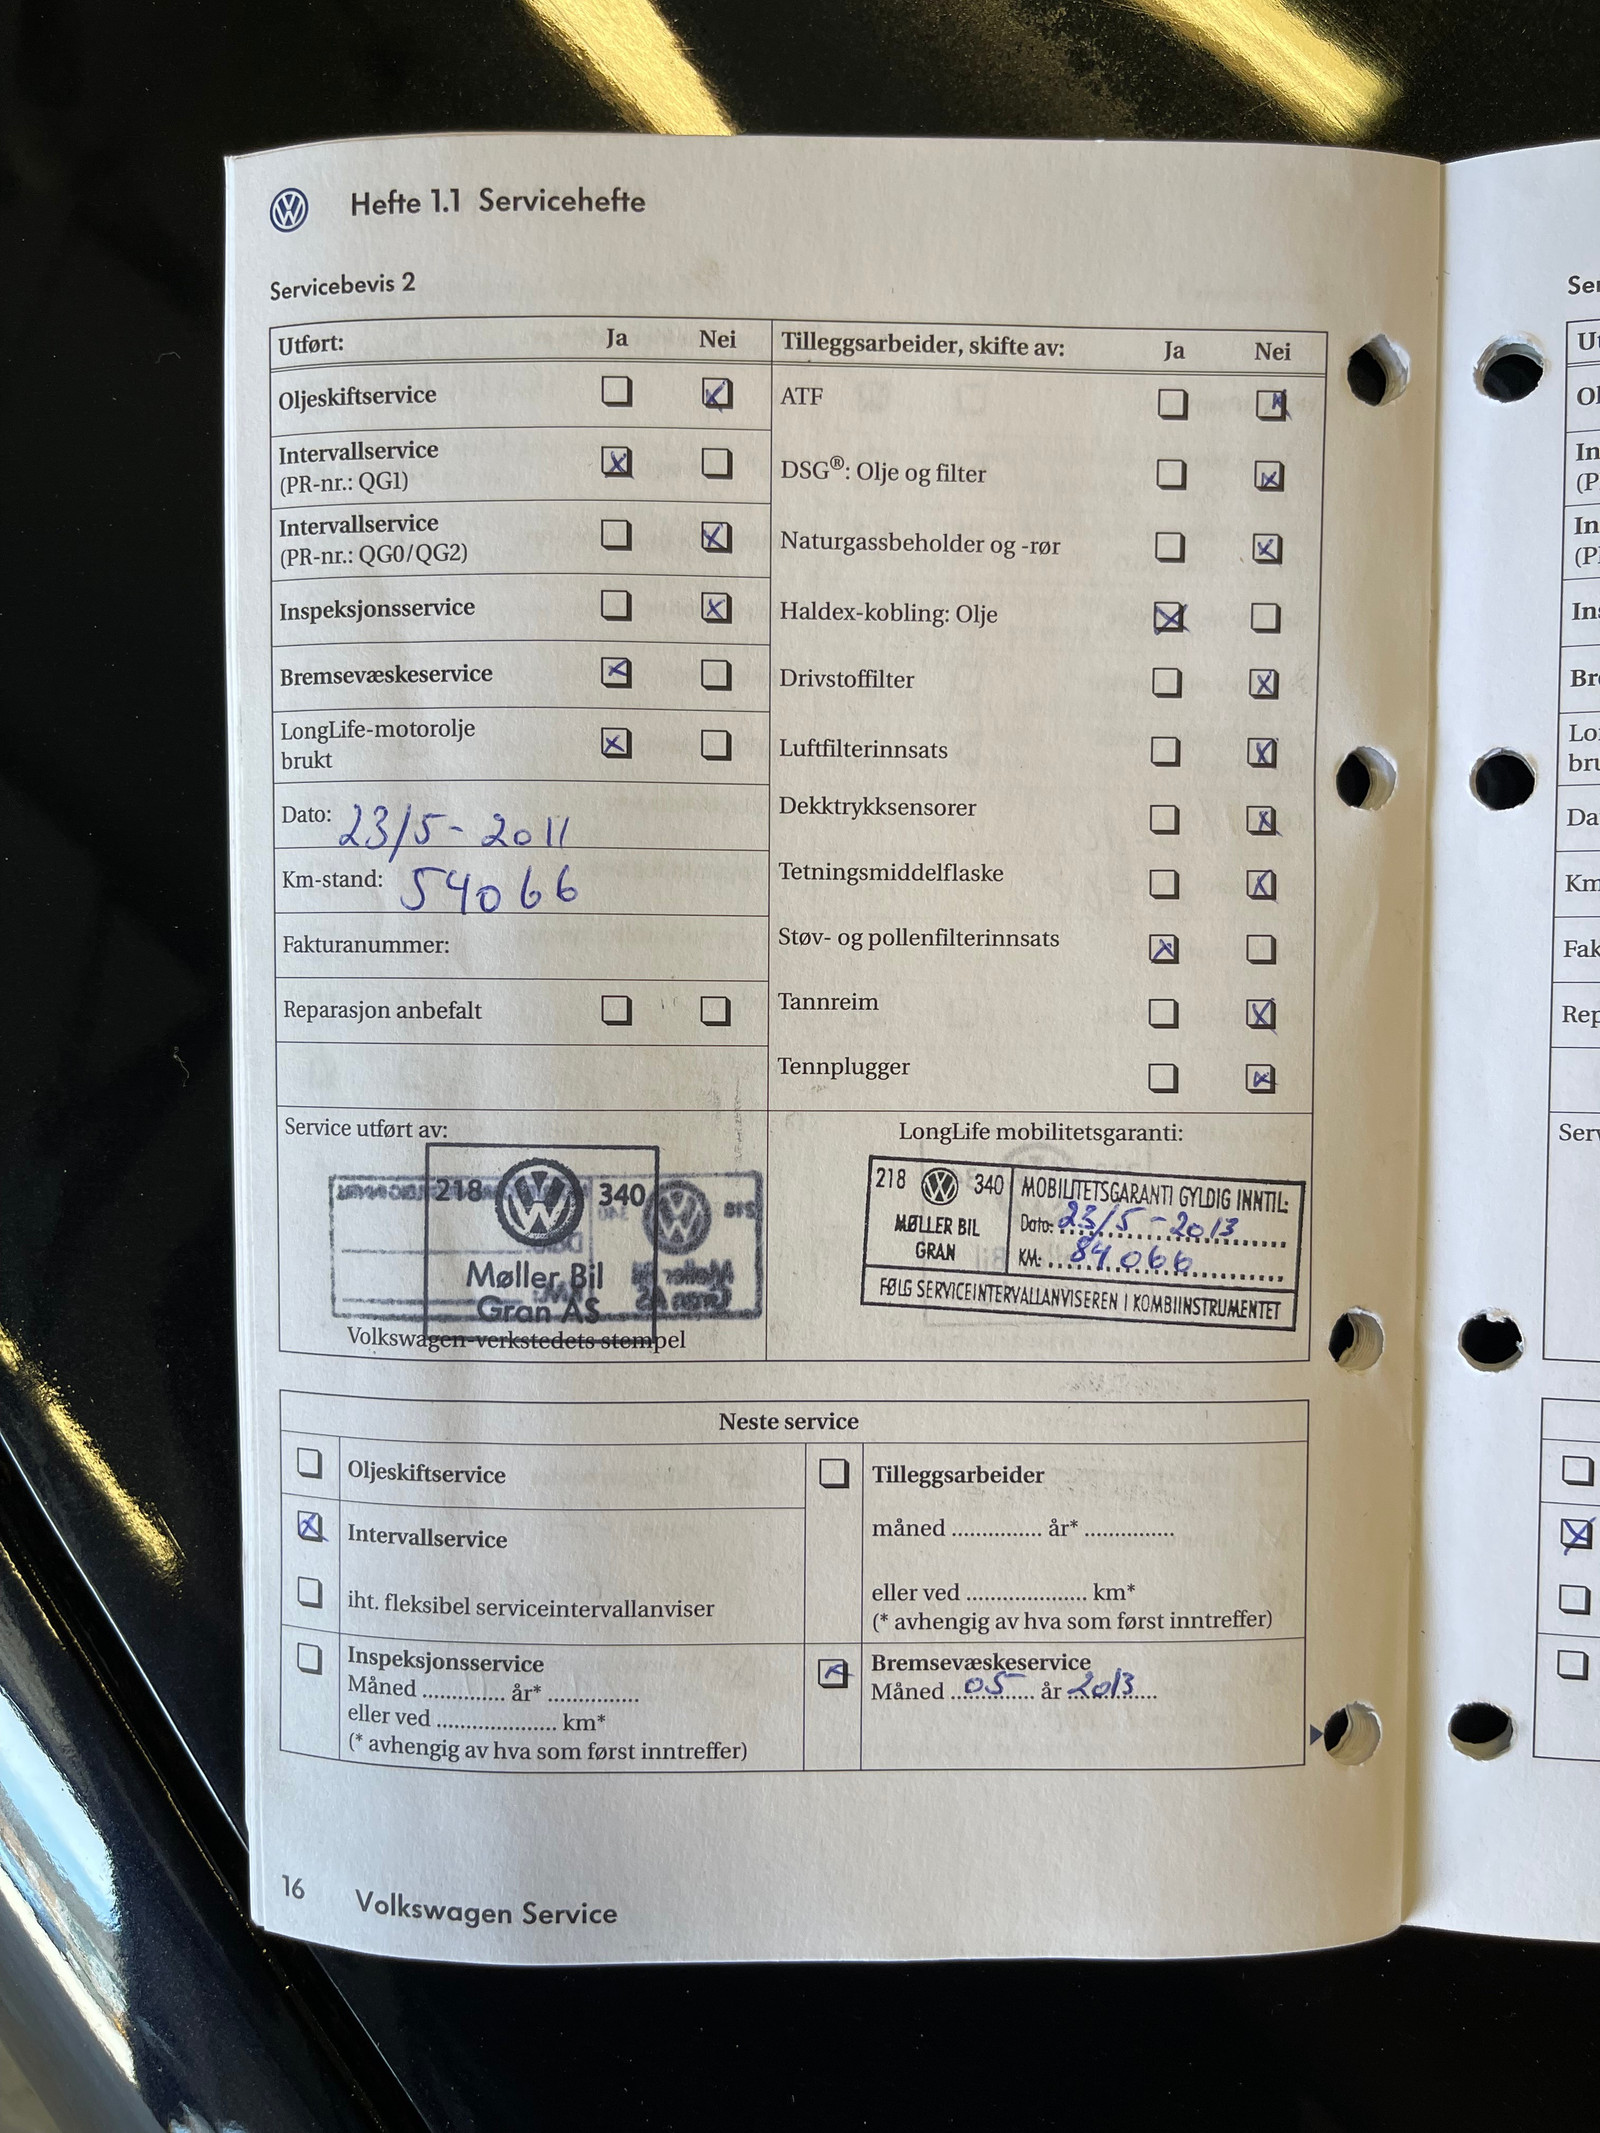 Hefte 1.1 Servicehefte
Servicebevis 2
Utført: Ja Nei
Oljeskiftservice
Intervallservice
(PR-nr.: QG1)
Intervallservice
(PR-nr.: QG0/QG2)
Inspeksjonsservice
Bremsevæskeservice
LongLife-motorolje
brukt
Dato: 23/5-2011
Km-stand: 54066
Fakturanummer:
Reparasjon anbefalt
Tilleggsarbeider, skifte av: Ja Nei
ATF
DSG®: Olje og filter
Naturgassbeholder og -rør
Haldex-kobling: Olje
Drivstoffilter
Luftfilterinnsats
Dekktrykksensorer
Tetningsmiddelflaske
Støv- og pollenfilterinnsats
Tannreim
Tennplugger
Service utført av:
218 340
Møller Bil
Gran AS
Volkswagen-verkstedets stempel
LongLife mobilitetsgaranti:
218 340
MØLLER BIL
GRAN
MOBILITETSGARANTI GYLDIG INNTIL:
Dato: 23/5-2013
KM: 84066
FØLG SERVICEINTERVALLANVISEREN I KOMBIINSTRUMENTET
Neste service
Oljeskiftservice
Intervallservice
iht. fleksibel serviceintervallanviser
Inspeksjonsservice
Måned .............. år* ...............
eller ved .................... km*
(* avhengig av hva som først inntreffer)
Tilleggsarbeider
måned ............... år* ...............
eller ved .................... km*
(* avhengig av hva som først inntreffer)
Bremsevæskeservice
Måned 05 år 2013
16 Volkswagen Service